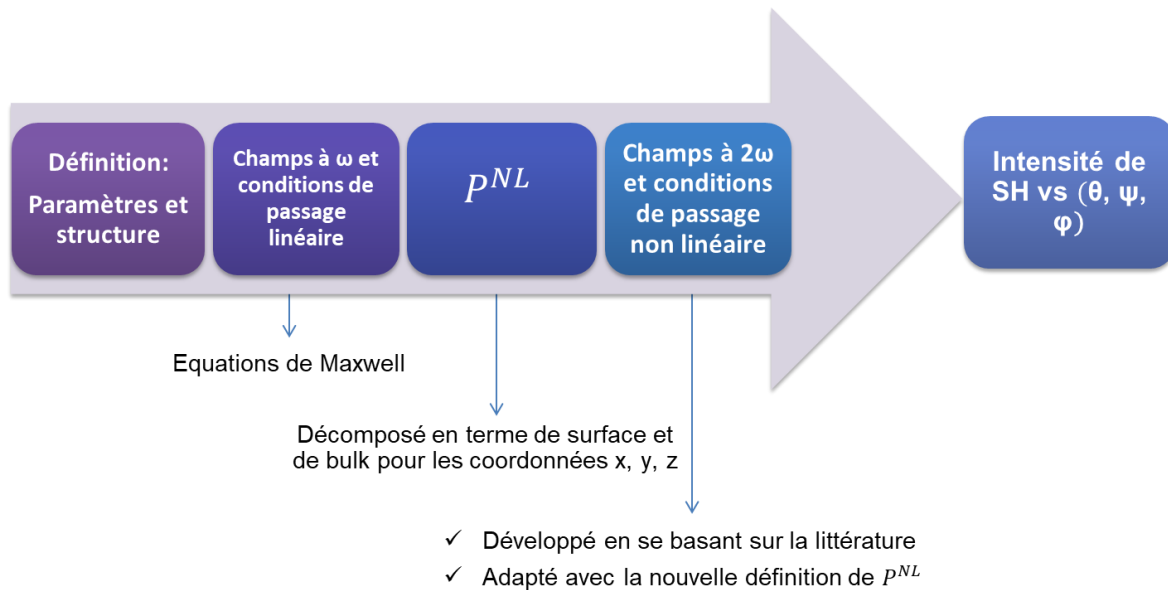 Définition:
Paramètres et
structure
Champs à ω et
conditions de
passage
linéaire
P^{NL}
Champs à 2ω
et conditions
de passage
non linéaire
Intensité de
SH vs (θ, ψ,
φ)
Equations de Maxwell
Décomposé en terme de surface et
de bulk pour les coordonnées x, y, z
✓ Développé en se basant sur la littérature
✓ Adapté avec la nouvelle définition de P^{NL}